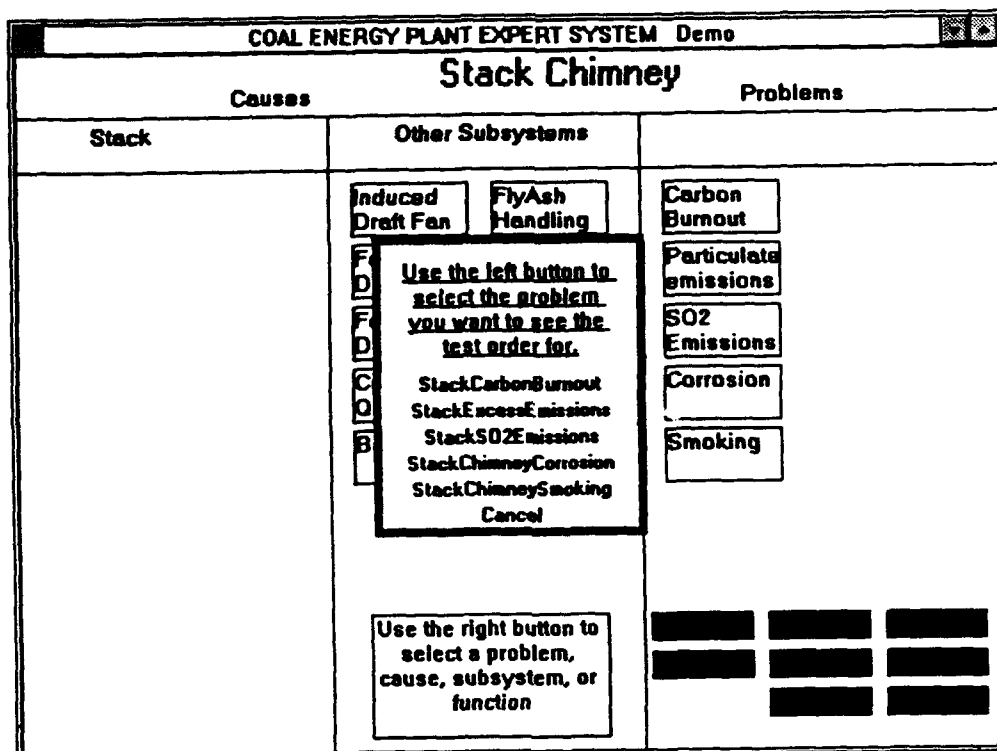 COAL ENERGY PLANT EXPERT SYSTEM Demo
Stack Chimney
Causes
Problems
Stack
Other Subsystems
Induced
Draft Fan
FlyAsh
Handling
Carbon
Burnout
Particulate
emissions
SO2
Emissions
Corrosion
Smoking
Use the left button to
select the problem
you want to see the
test order for.
StackCarbonBurnout
StackExcessEmissions
StackSO2Emissions
StackChimneyCorrosion
StackChimneySmoking
Cancel
Use the right button to
select a problem,
cause, subsystem, or
function